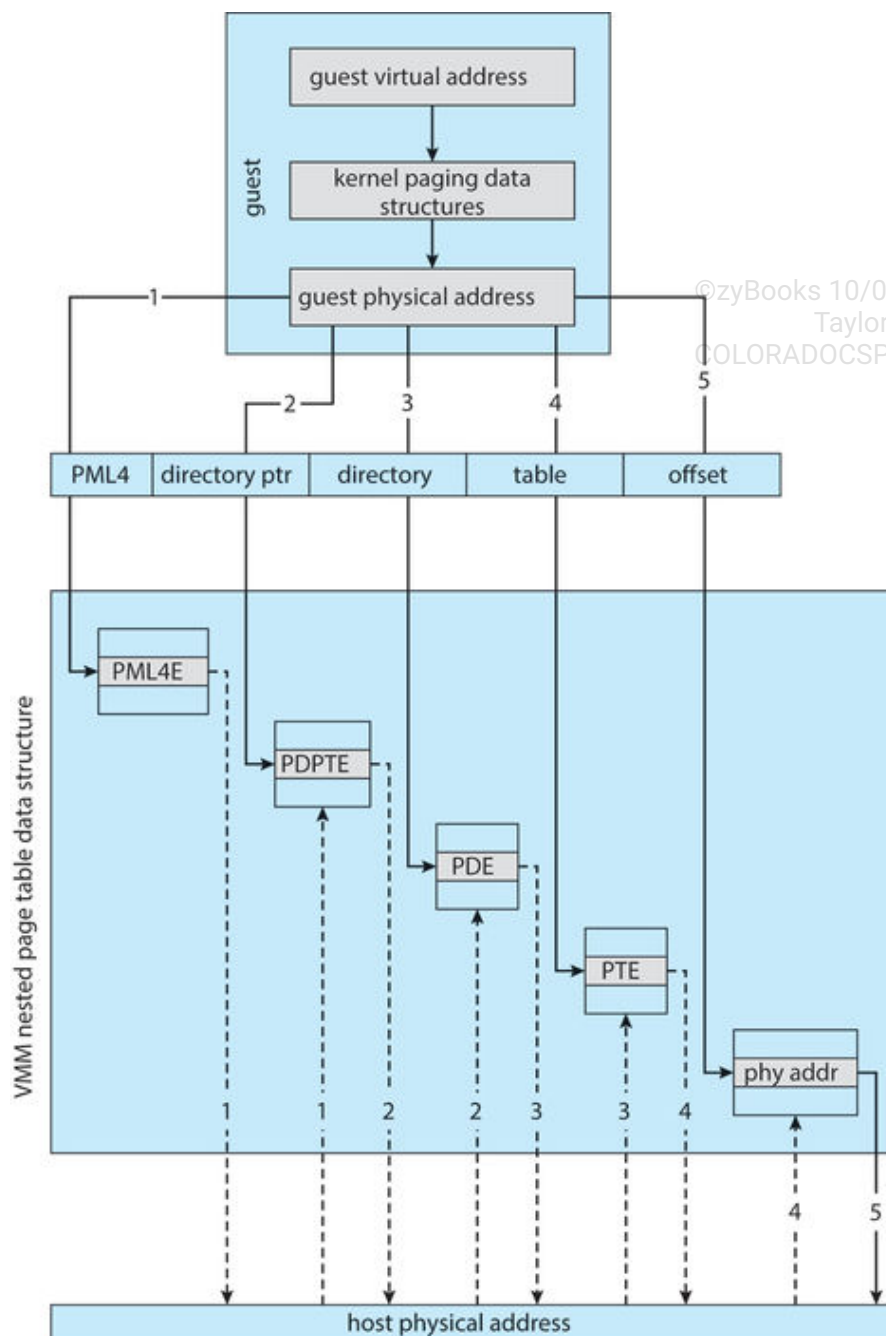 guest virtual address
kernel paging data
structures
guest
guest physical address
©zyBooks 10/0
Taylor
COLORADOCSP
1
2
3
4
5
PML4
directory ptr
directory
table
offset
PML4E
PDPTE
PDE
PTE
phy addr
VMM nested page table data structure
1
1
2
2
3
3
4
4
5
host physical address